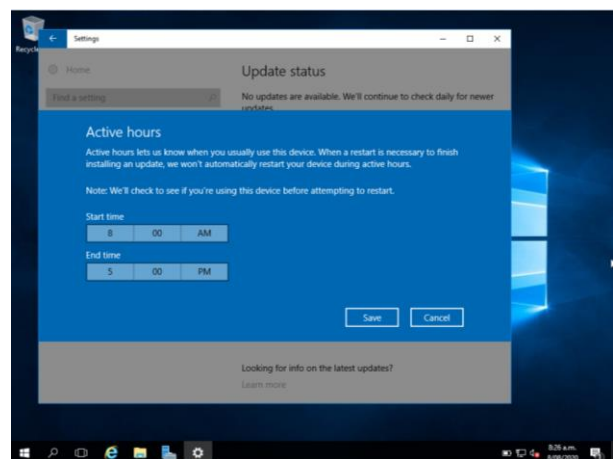 Recycle
Settings
Home
Find a setting
Update status
No updates are available. We'll continue to check daily for newer
updates.
Active hours
Active hours lets us know when you usually use this device. When a restart is necessary to finish
installing an update, we won't automatically restart your device during active hours.
Note: We'll check to see if you're using this device before attempting to restart.
Start time
8 00 AM
End time
5 00 PM
Save Cancel
Looking for info on the latest updates?
Learn more
8:26 a.m.
8/08/2020